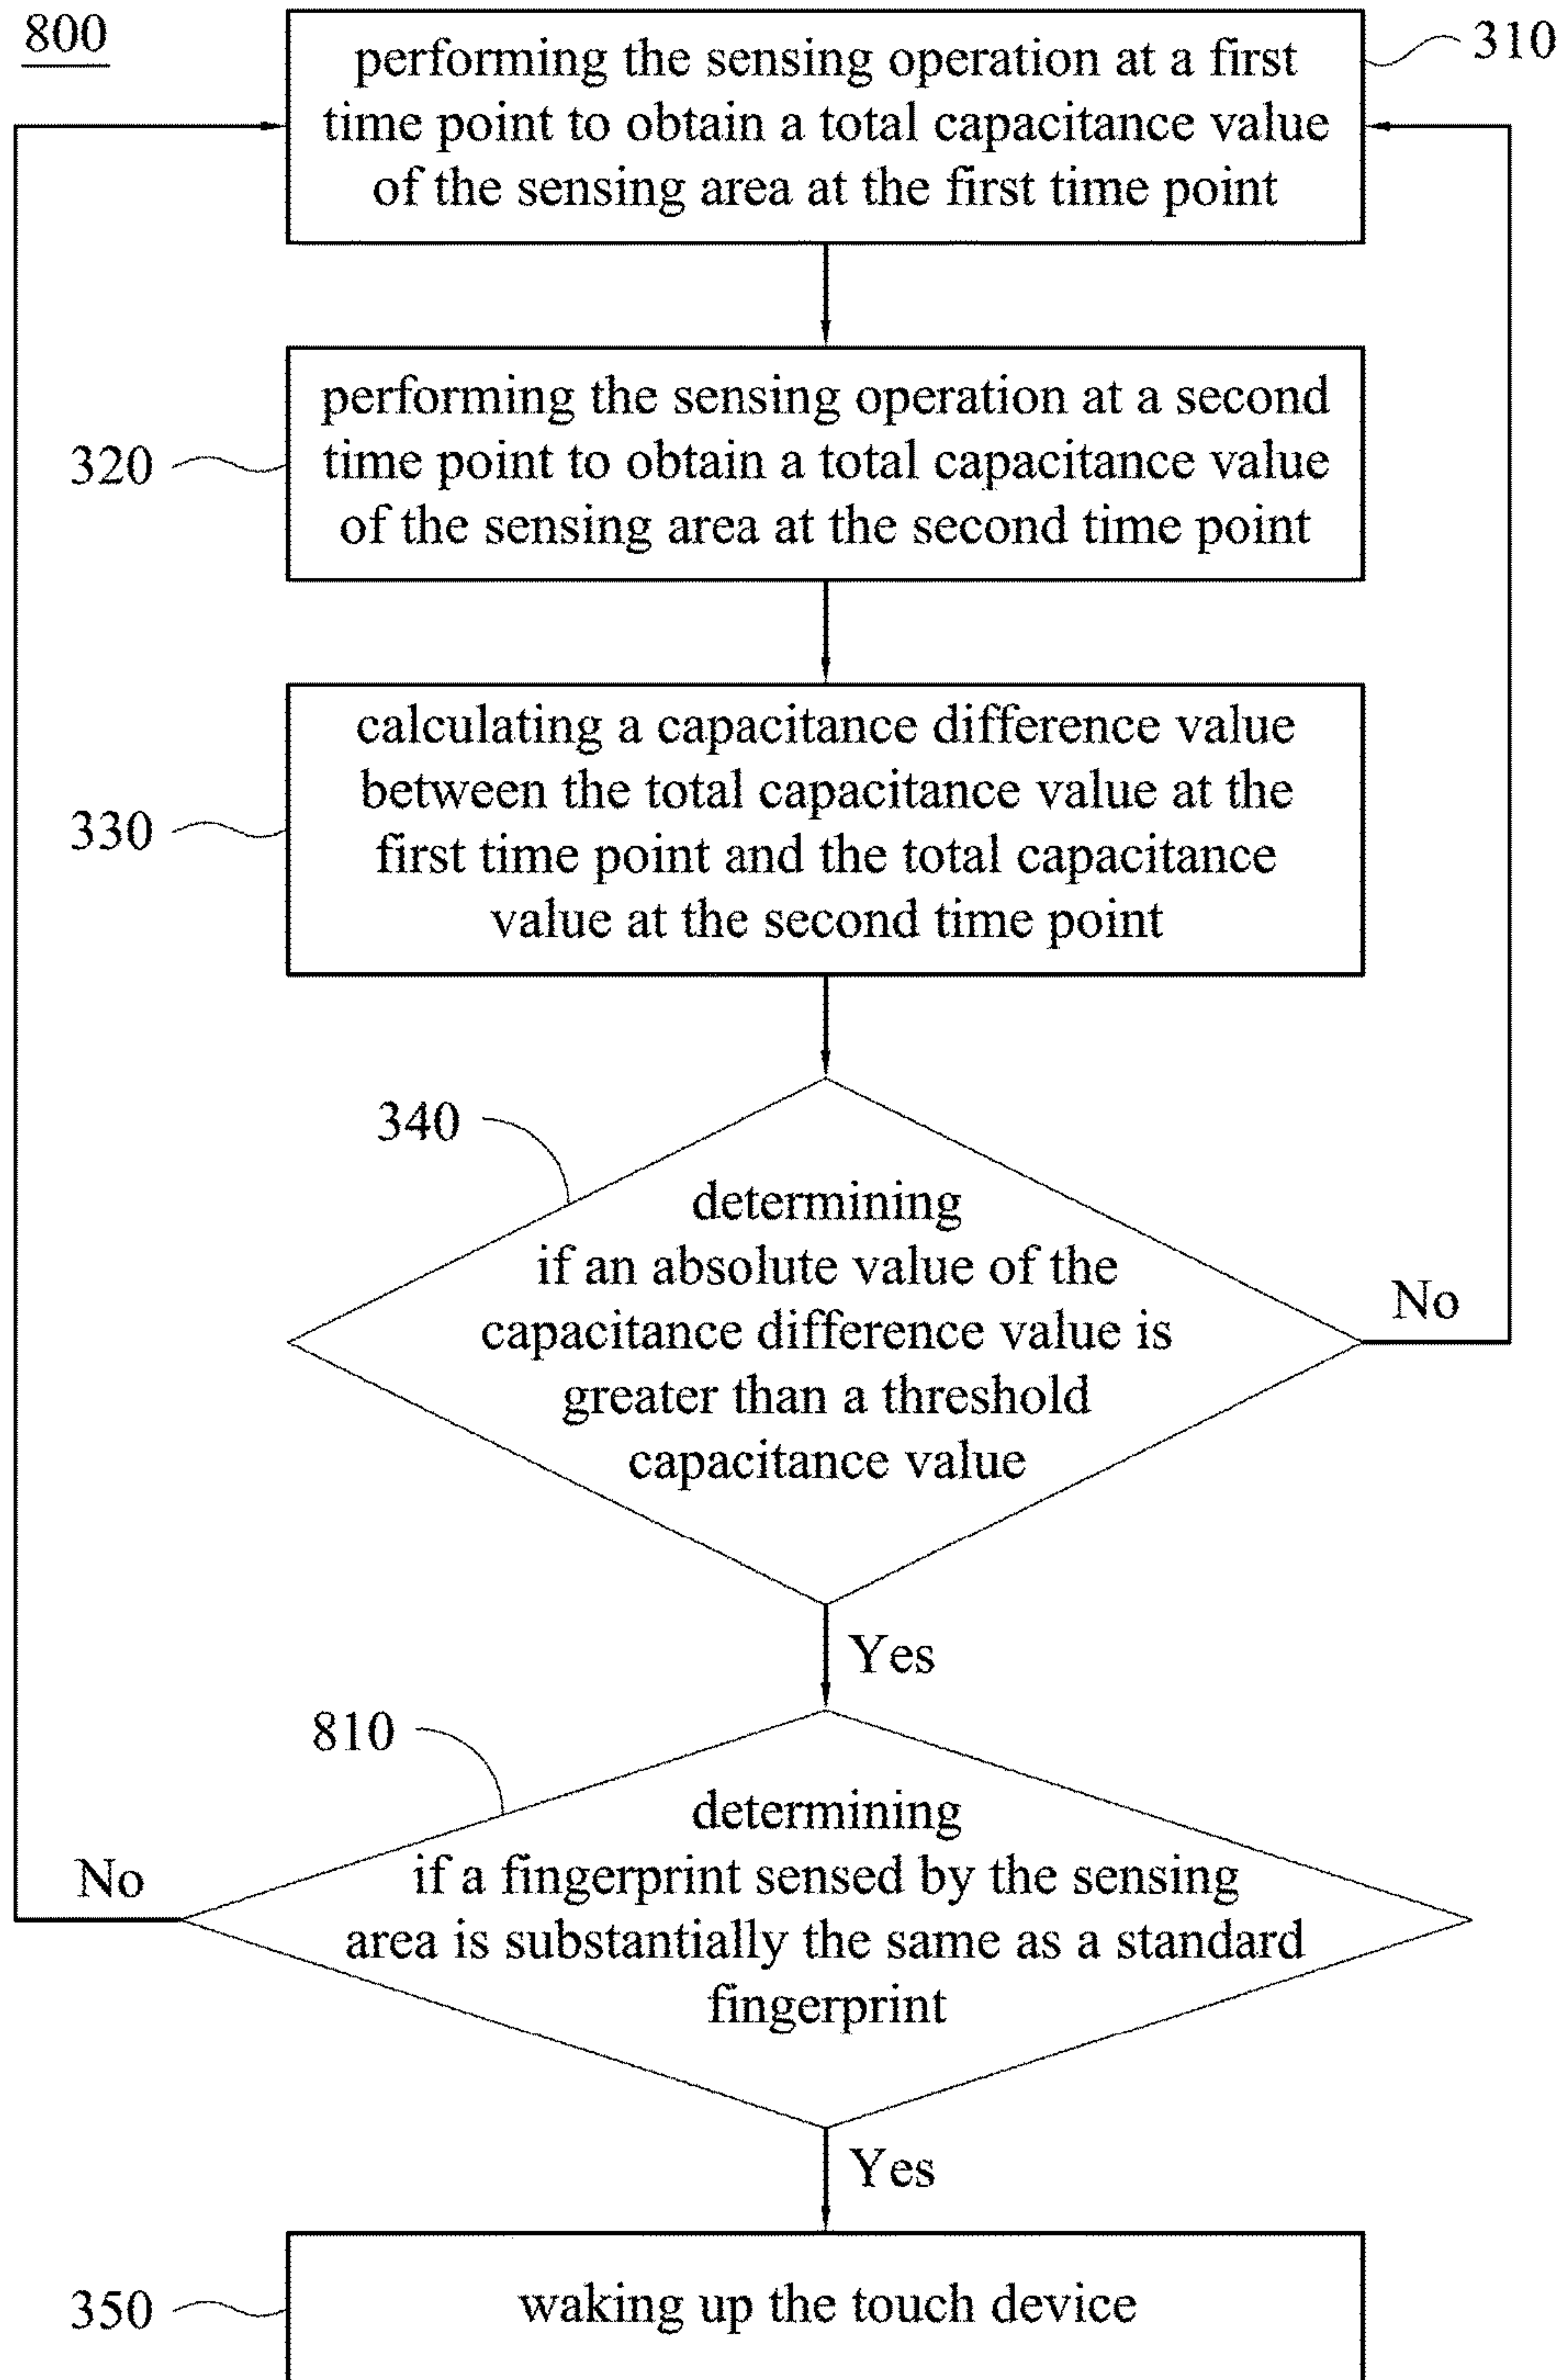 800
performing the sensing operation at a first
time point to obtain a total capacitance value
of the sensing area at the first time point
310
performing the sensing operation at a second
time point to obtain a total capacitance value
of the sensing area at the second time point
320
calculating a capacitance difference value
between the total capacitance value at the
first time point and the total capacitance
value at the second time point
330
340
determining
if an absolute value of the
capacitance difference value is
greater than a threshold
capacitance value
No
Yes
810
determining
if a fingerprint sensed by the sensing
area is substantially the same as a standard
fingerprint
No
Yes
waking up the touch device
350